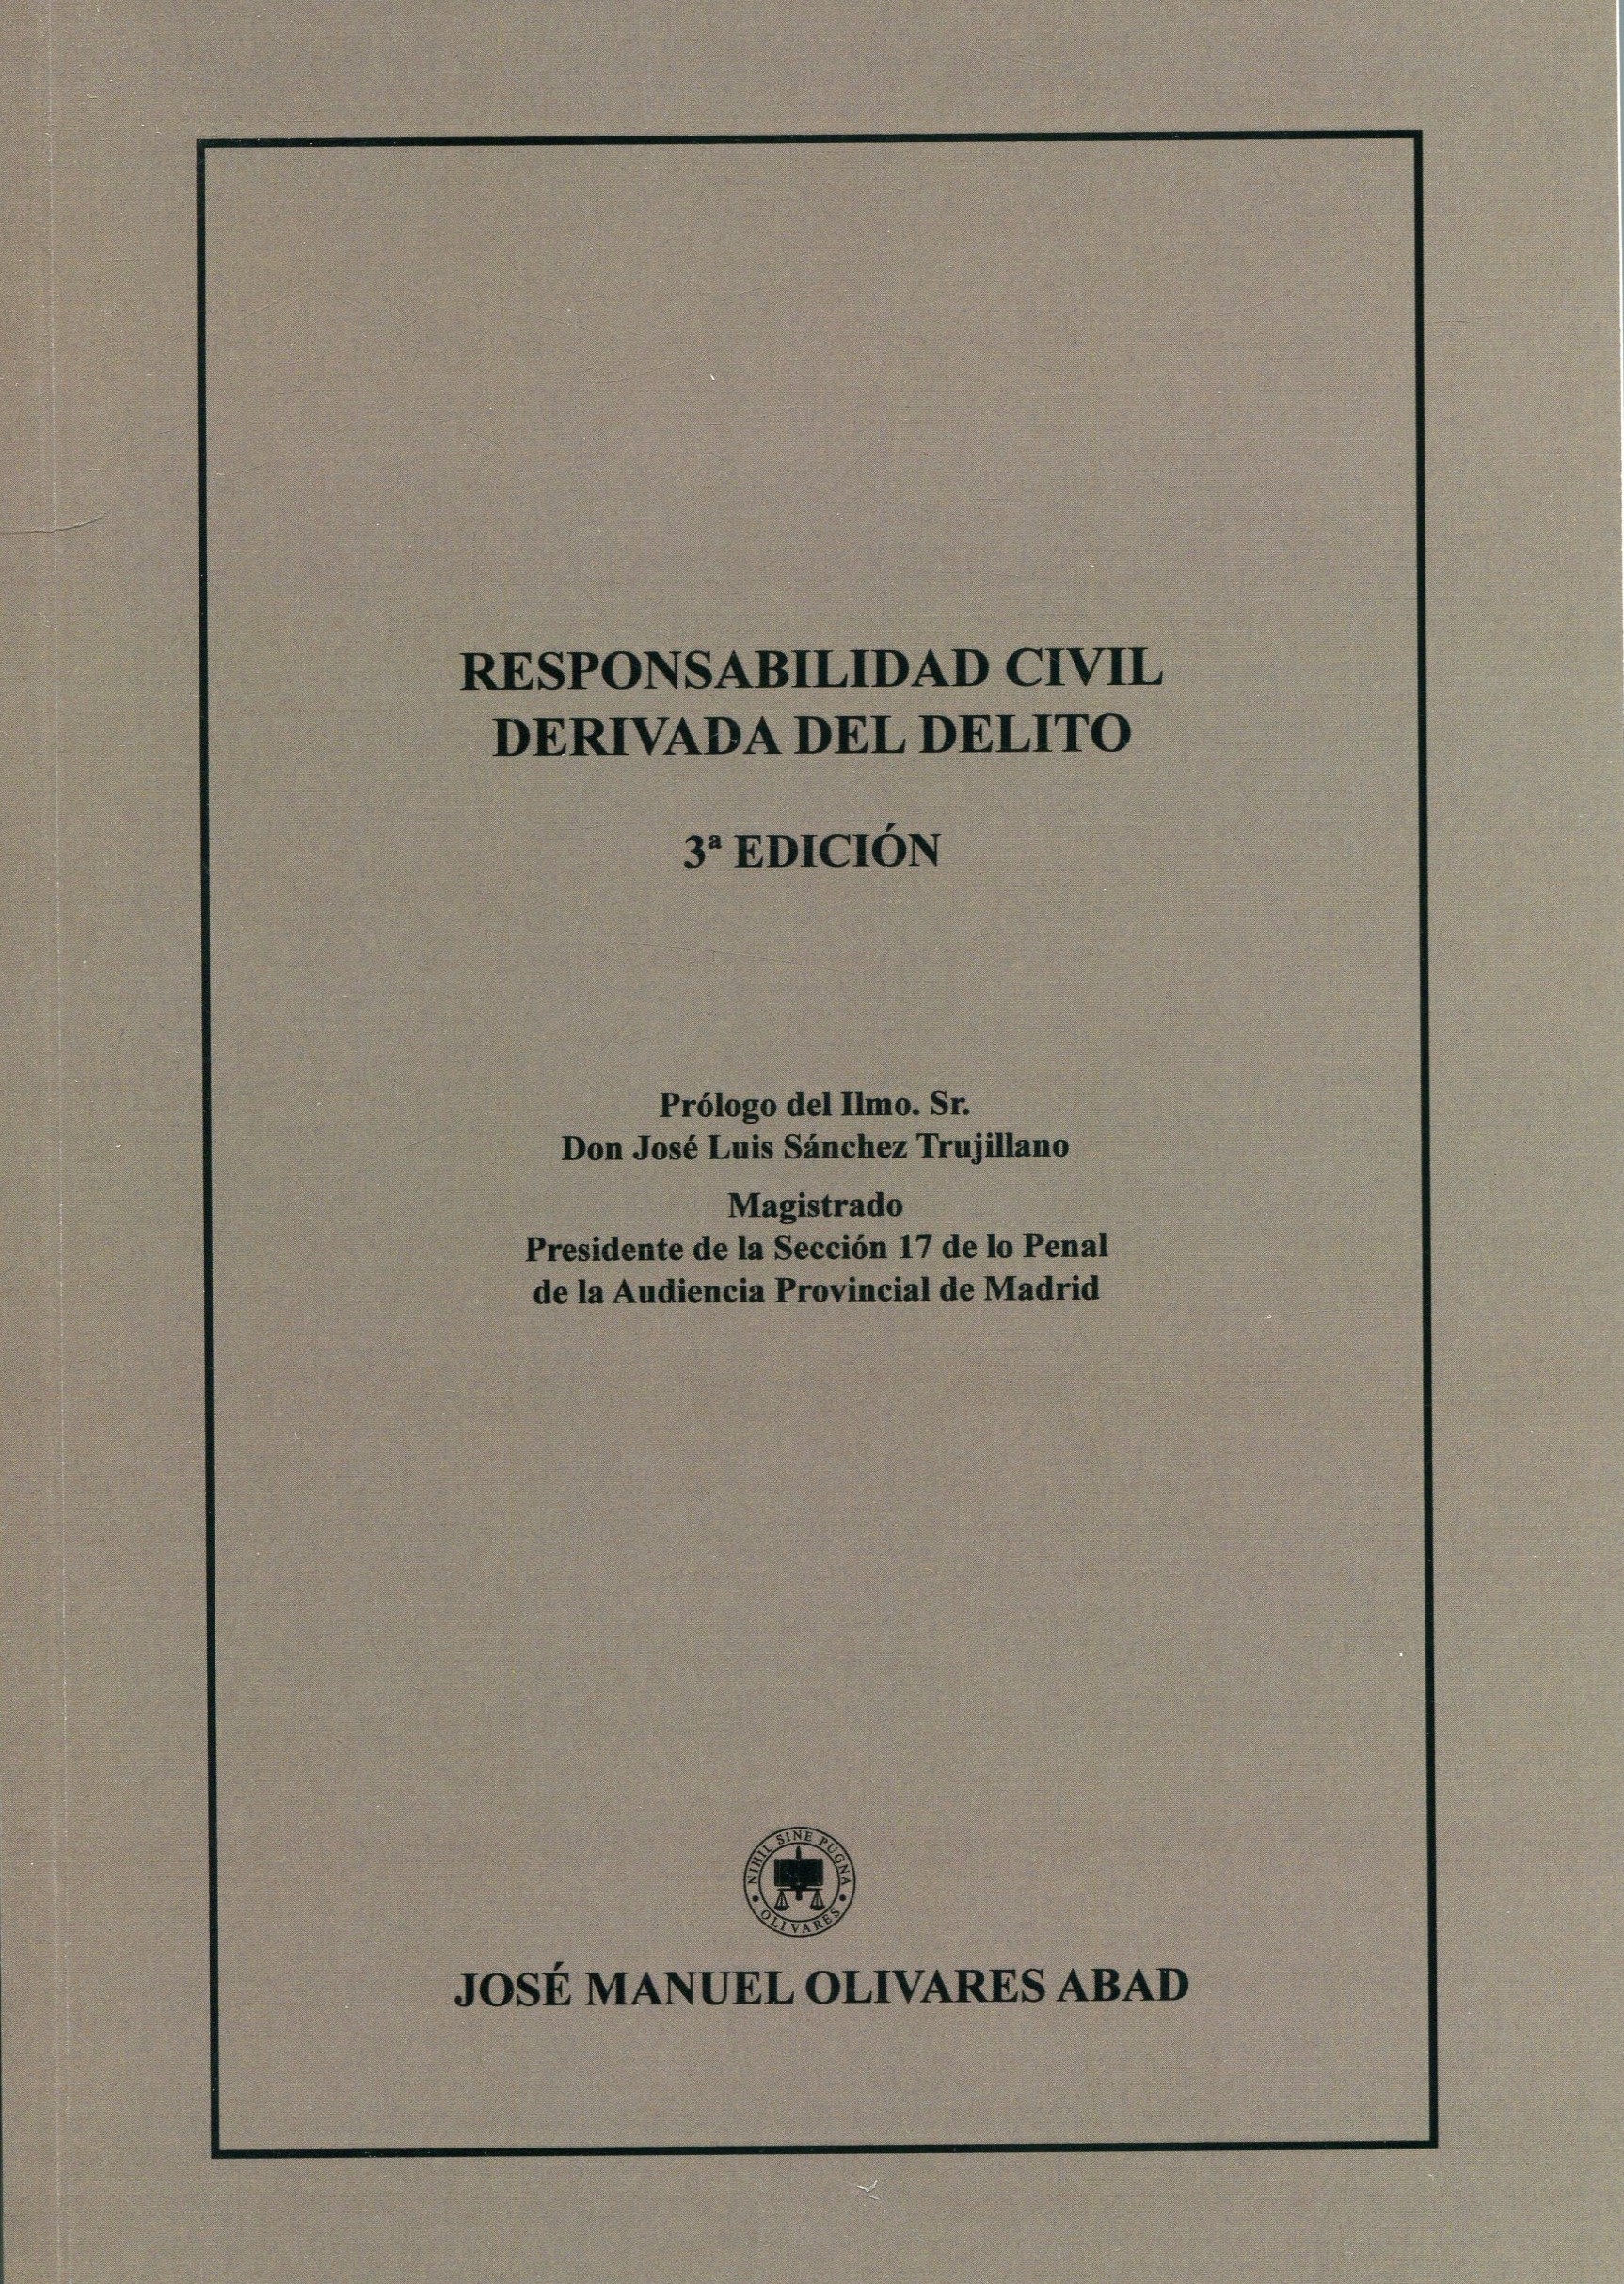 RESPONSABILIDAD CIVIL
DERIVADA DEL DELITO
3ª EDICIÓN
Prólogo del Ilmo. Sr.
Don José Luis Sánchez Trujillano
Magistrado
Presidente de la Sección 17 de lo Penal
de la Audiencia Provincial de Madrid
NIHIL SINE PUGNA
OLIVARES
JOSÉ MANUEL OLIVARES ABAD